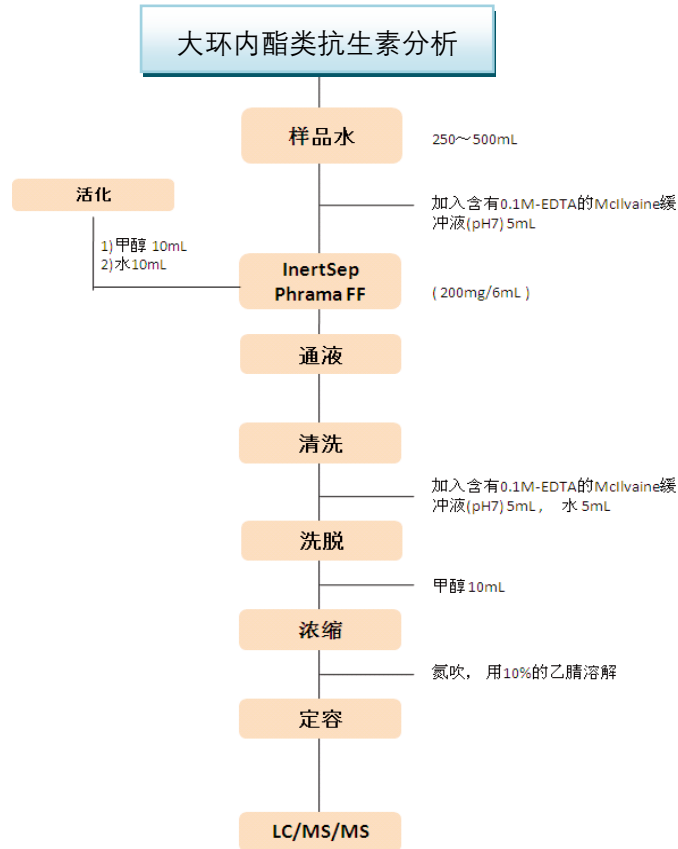 大环内酯类抗生素分析
样品水
250～500mL
加入含有0.1M-EDTA的McIlvaine缓
冲液(pH7) 5mL
活化
1)甲醇 10mL
2)水10mL
InertSep
Phrama FF
( 200mg/6mL )
通液
清洗
加入含有0.1M-EDTA的McIlvaine缓
冲液(pH7) 5mL， 水 5mL
洗脱
甲醇 10mL
浓缩
氮吹， 用10%的乙腈溶解
定容
LC/MS/MS